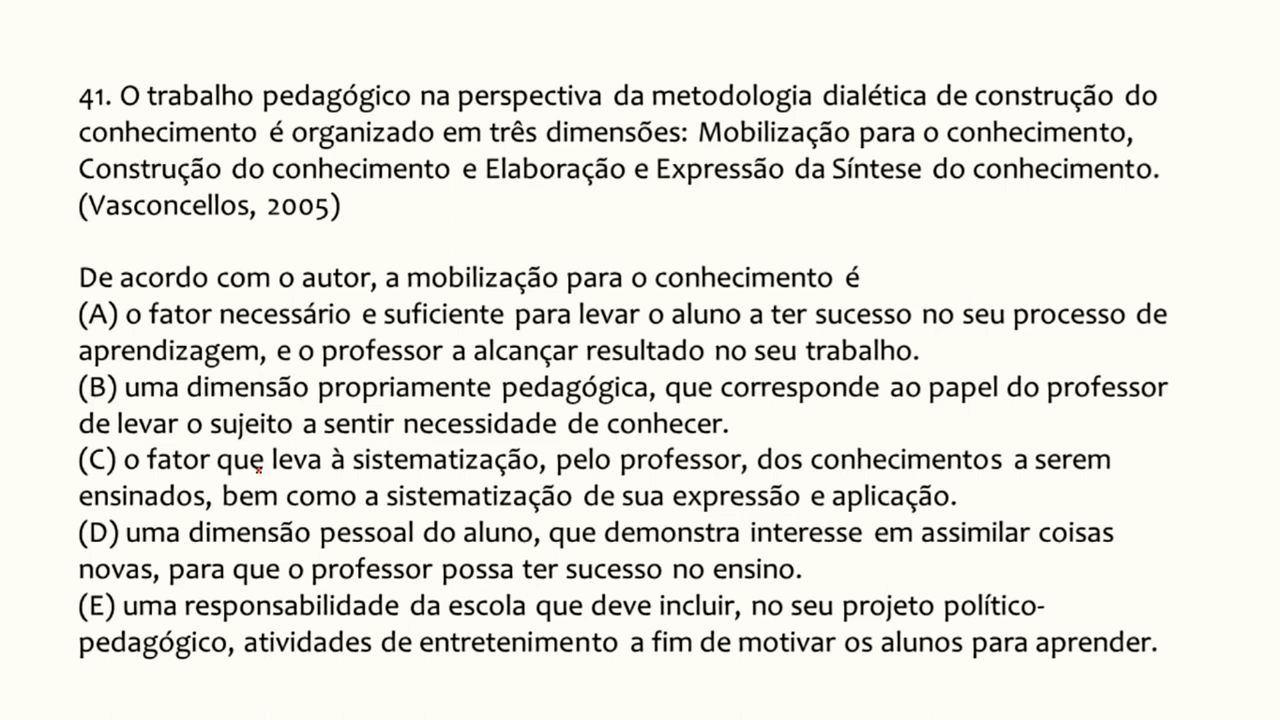 41. O trabalho pedagógico na perspectiva da metodologia dialética de construção do
conhecimento é organizado em três dimensões: Mobilização para o conhecimento,
Construção do conhecimento e Elaboração e Expressão da Síntese do conhecimento.
(Vasconcellos, 2005)
De acordo com o autor, a mobilização para o conhecimento é
(A) o fator necessário e suficiente para levar o aluno a ter sucesso no seu processo de
aprendizagem, e o professor a alcançar resultado no seu trabalho.
(B) uma dimensão propriamente pedagógica, que corresponde ao papel do professor
de levar o sujeito a sentir necessidade de conhecer.
(C) o fator que leva à sistematização, pelo professor, dos conhecimentos a serem
ensinados, bem como a sistematização de sua expressão e aplicação.
(D) uma dimensão pessoal do aluno, que demonstra interesse em assimilar coisas
novas, para que o professor possa ter sucesso no ensino.
(E) uma responsabilidade da escola que deve incluir, no seu projeto político-
pedagógico, atividades de entretenimento a fim de motivar os alunos para aprender.